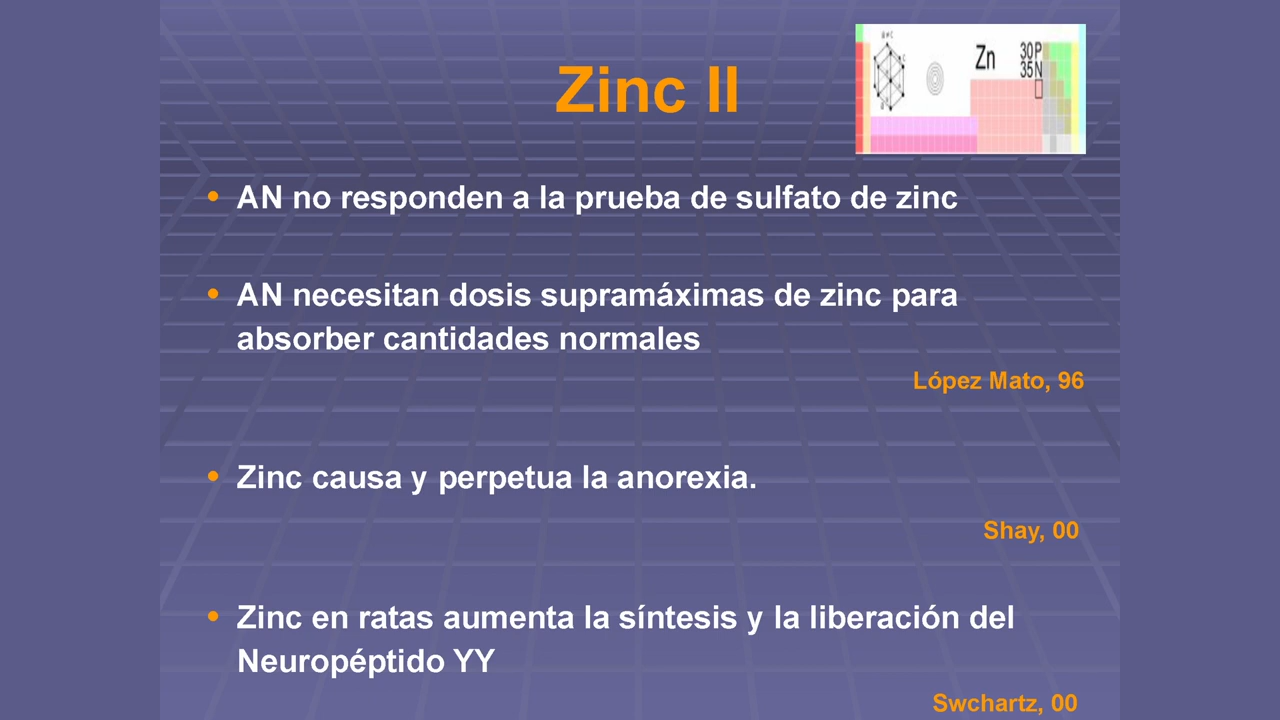 Zinc II
Zn
30P
35N
AN no responden a la prueba de sulfato de zinc
AN necesitan dosis supramáximas de zinc para
absorber cantidades normales
López Mato, 96
Zinc causa y perpetua la anorexia.
Shay, 00
Zinc en ratas aumenta la síntesis y la liberación del
Neuropéptido YY
Swchartz, 00